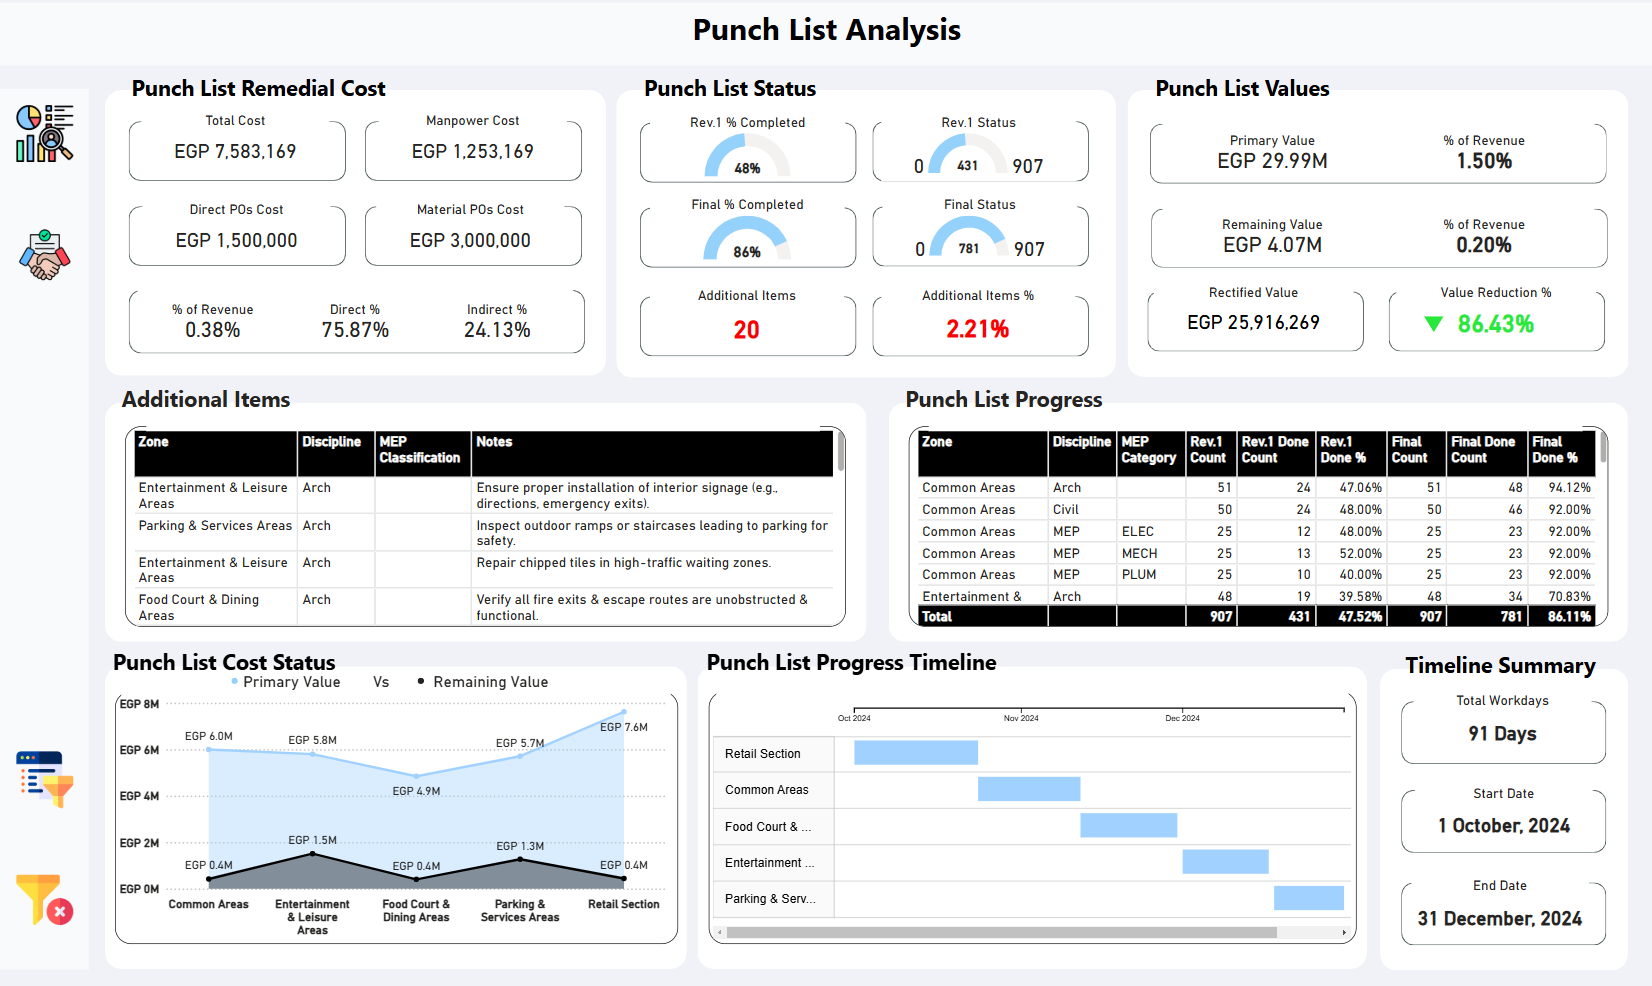 Punch List Analysis
Punch List Remedial Cost
Total Cost
EGP 7,583,169
Manpower Cost
EGP 1,253,169
Direct POs Cost
EGP 1,500,000
Material POs Cost
EGP 3,000,000
% of Revenue
0.38%
Direct %
75.87%
Indirect %
24.13%
Punch List Status
Rev.1 % Completed
48%
Rev.1 Status
0 431 907
Final % Completed
86%
Final Status
0 781 907
Additional Items
20
Additional Items %
2.21%
Punch List Values
Primary Value
EGP 29.99M
% of Revenue
1.50%
Remaining Value
EGP 4.07M
% of Revenue
0.20%
Rectified Value
EGP 25,916,269
Value Reduction %
86.43%
Additional Items
Zone Discipline MEP Classification Notes
Entertainment & Leisure Areas Arch Ensure proper installation of interior signage (e.g., directions, emergency exits).
Parking & Services Areas Arch Inspect outdoor ramps or staircases leading to parking for safety.
Entertainment & Leisure Areas Arch Repair chipped tiles in high-traffic waiting zones.
Food Court & Dining Areas Arch Verify all fire exits & escape routes are unobstructed & functional.
Punch List Progress
Zone Discipline MEP Category Rev.1 Count Rev.1 Done Count Rev.1 Done % Final Count Final Done Count Final Done %
Common Areas Arch 51 24 47.06% 51 48 94.12%
Common Areas Civil 50 24 48.00% 50 46 92.00%
Common Areas MEP ELEC 25 12 48.00% 25 23 92.00%
Common Areas MEP MECH 25 13 52.00% 25 23 92.00%
Common Areas MEP PLUM 25 10 40.00% 25 23 92.00%
Entertainment & Arch 48 19 39.58% 48 34 70.83%
Total 907 431 47.52% 907 781 86.11%
Punch List Cost Status
Primary Value Vs Remaining Value
EGP 8M
EGP 6M
EGP 4M
EGP 2M
EGP 0M
EGP 6.0M
EGP 5.8M
EGP 4.9M
EGP 5.7M
EGP 7.6M
EGP 0.4M
EGP 1.5M
EGP 0.4M
EGP 1.3M
EGP 0.4M
Common Areas
Entertainment & Leisure Areas
Food Court & Dining Areas
Parking & Services Areas
Retail Section
Punch List Progress Timeline
Oct 2024
Nov 2024
Dec 2024
Retail Section
Common Areas
Food Court & ...
Entertainment ...
Parking & Serv...
Timeline Summary
Total Workdays
91 Days
Start Date
1 October, 2024
End Date
31 December, 2024